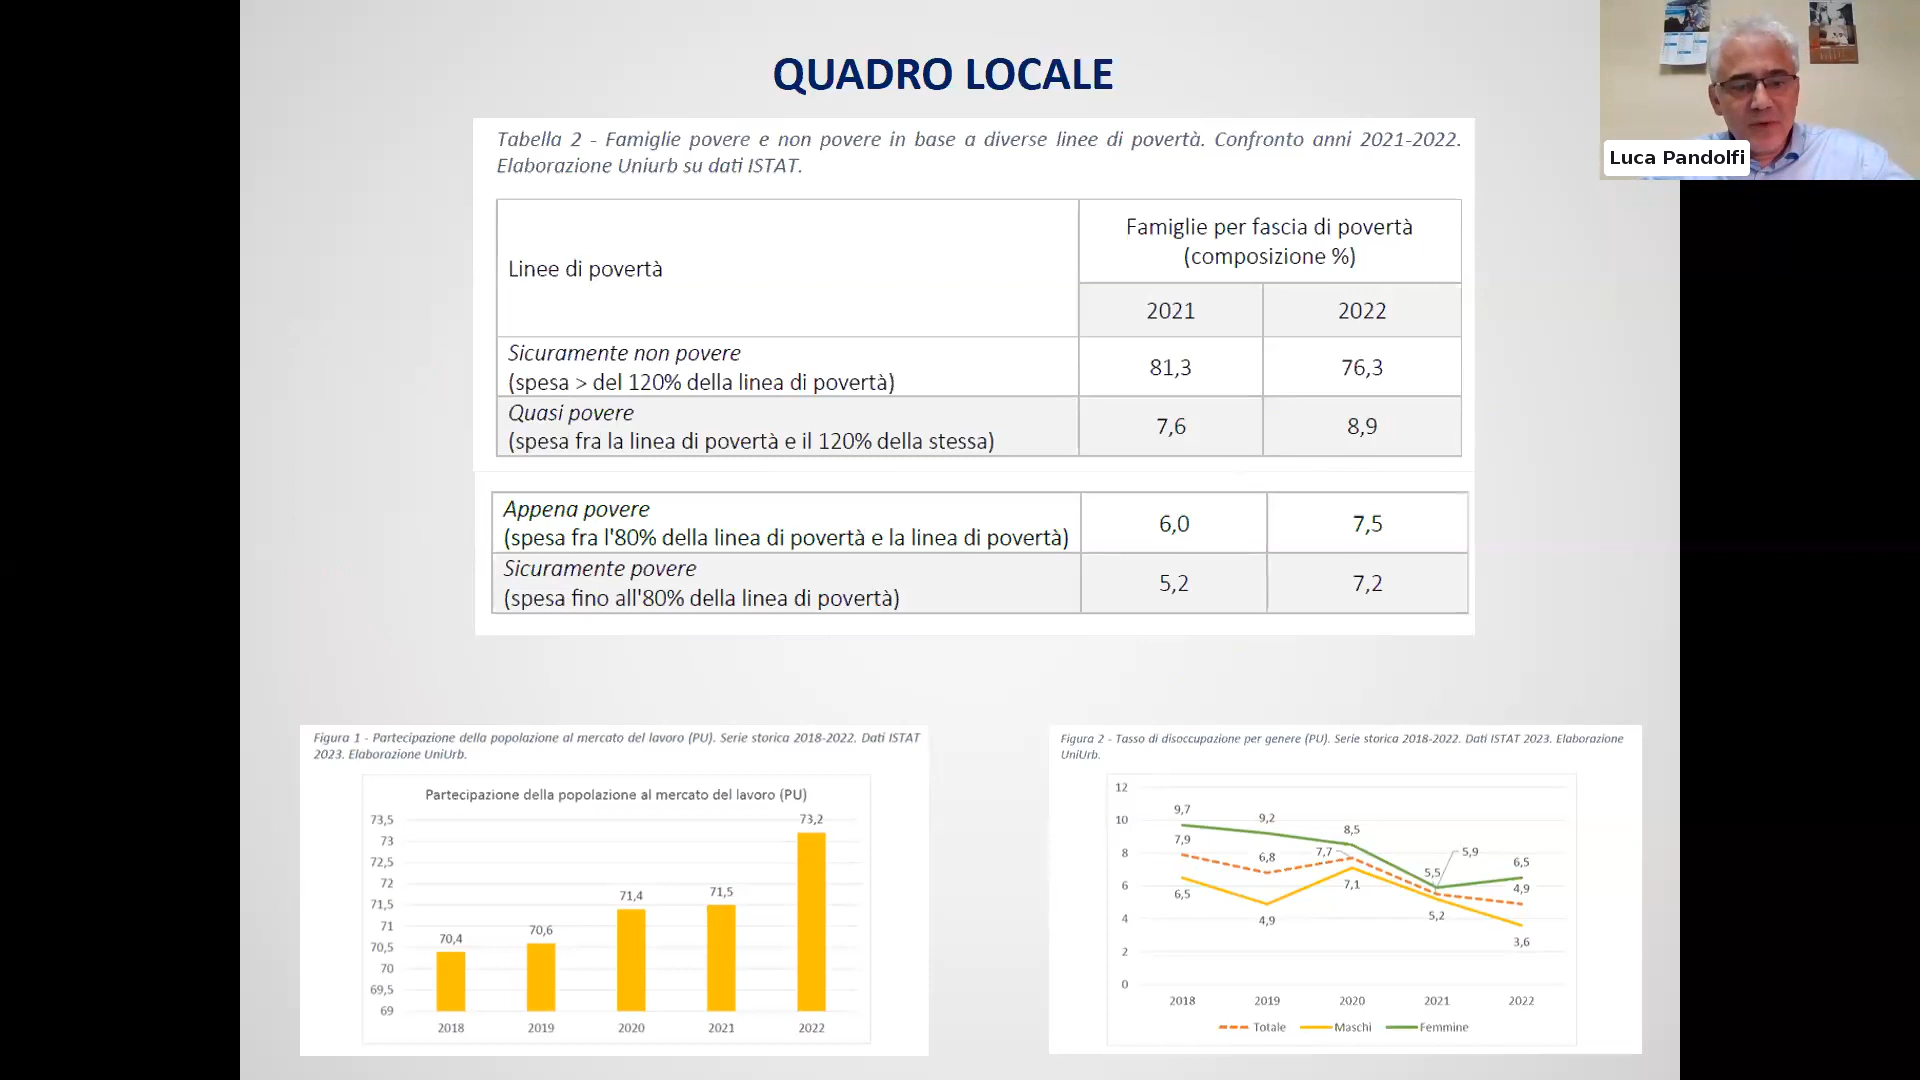 QUADRO LOCALE
Luca Pandolfi
Tabella 2 - Famiglie povere e non povere in base a diverse linee di povertà. Confronto anni 2021-2022.
Elaborazione Uniurb su dati ISTAT.
Linee di povertà
Famiglie per fascia di povertà
(composizione %)
2021
2022
Sicuramente non povere
(spesa > del 120% della linea di povertà)
81,3
76,3
Quasi povere
(spesa fra la linea di povertà e il 120% della stessa)
7,6
8,9
Appena povere
(spesa fra l'80% della linea di povertà e la linea di povertà)
6,0
7,5
Sicuramente povere
(spesa fino all'80% della linea di povertà)
5,2
7,2
Figura 1 - Partecipazione della popolazione al mercato del lavoro (PU). Serie storica 2018-2022. Dati ISTAT
2023. Elaborazione UniUrb.
Partecipazione della popolazione al mercato del lavoro (PU)
73,5
73
72,5
72
71,5
71
70,5
70
69,5
69
70,4
70,6
71,4
71,5
73,2
2018
2019
2020
2021
2022
Figura 2 - Tasso di disoccupazione per genere (PU). Serie storica 2018-2022. Dati ISTAT 2023. Elaborazione
UniUrb.
12
10
8
6
4
2
0
9,7
9,2
8,5
5,9
6,5
7,9
6,8
7,7
5,5
4,9
6,5
4,9
7,1
5,2
3,6
2018
2019
2020
2021
2022
Totale
Maschi
Femmine